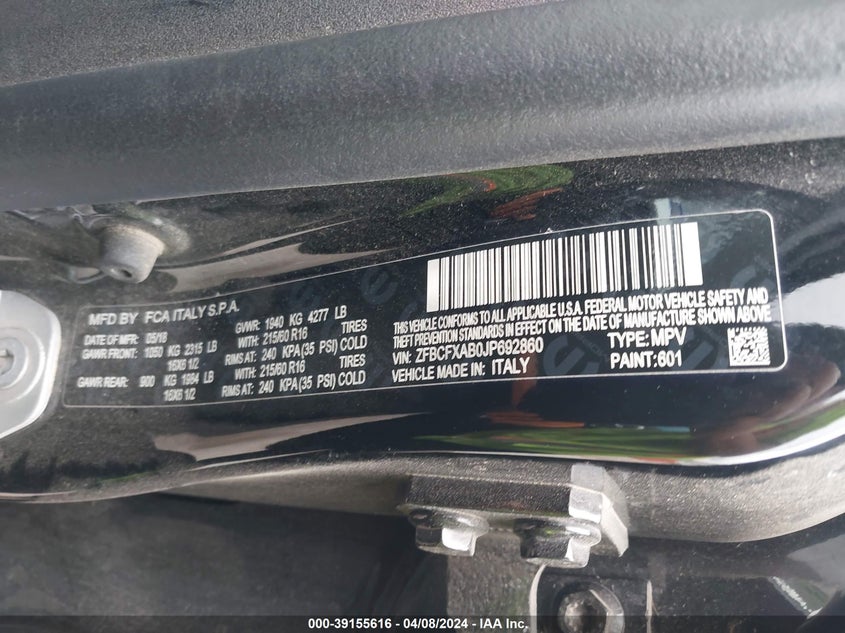 MFD BY FCA ITALY S.P.A.
DATE OF MFR: 05/18 GVWR: 1940 KG 4277 LB
GAWR FRONT: 1050 KG 2315 LB WITH: 215/60 R16 TIRES
16X6 1/2 RIMS AT: 240 KPA(35 PSI) COLD
GAWR REAR: 900 KG 1984 LB WITH: 215/60 R16 TIRES
16X6 1/2 RIMS AT: 240 KPA(35 PSI) COLD
THIS VEHICLE CONFORMS TO ALL APPLICABLE U.S.A. FEDERAL MOTOR VEHICLE SAFETY AND
THEFT PREVENTION STANDARDS IN EFFECT ON THE DATE OF MANUFACTURE SHOWN ABOVE
VIN: ZFBCFXAB0JP692860 TYPE: MPV
VEHICLE MADE IN: ITALY PAINT: 601
000-39155616 - 04/08/2024 - IAA Inc.